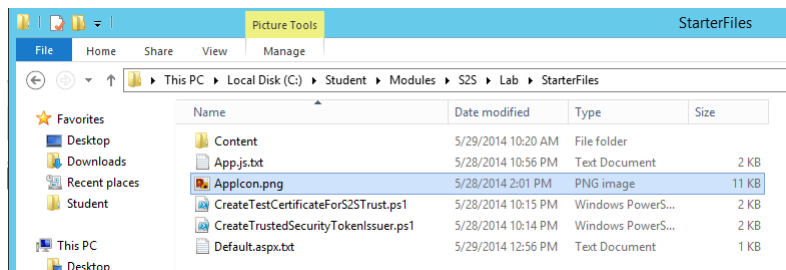 Picture Tools StarterFiles
File Home Share View Manage
This PC Local Disk (C:) Student Modules S2S Lab StarterFiles
Name Date modified Type Size
Favorites
Desktop Content 5/29/2014 10:20 AM File folder
Downloads App.js.txt 5/28/2014 10:56 PM Text Document 2 KB
Recent places AppIcon.png 5/28/2014 2:01 PM PNG image 11 KB
Student CreateTestCertificateForS2STrust.ps1 5/28/2014 10:15 PM Windows PowerS... 2 KB
CreateTrustedSecurityTokenIssuer.ps1 5/28/2014 10:14 PM Windows PowerS... 2 KB
This PC Default.aspx.txt 5/29/2014 12:56 PM Text Document 1 KB
Desktop